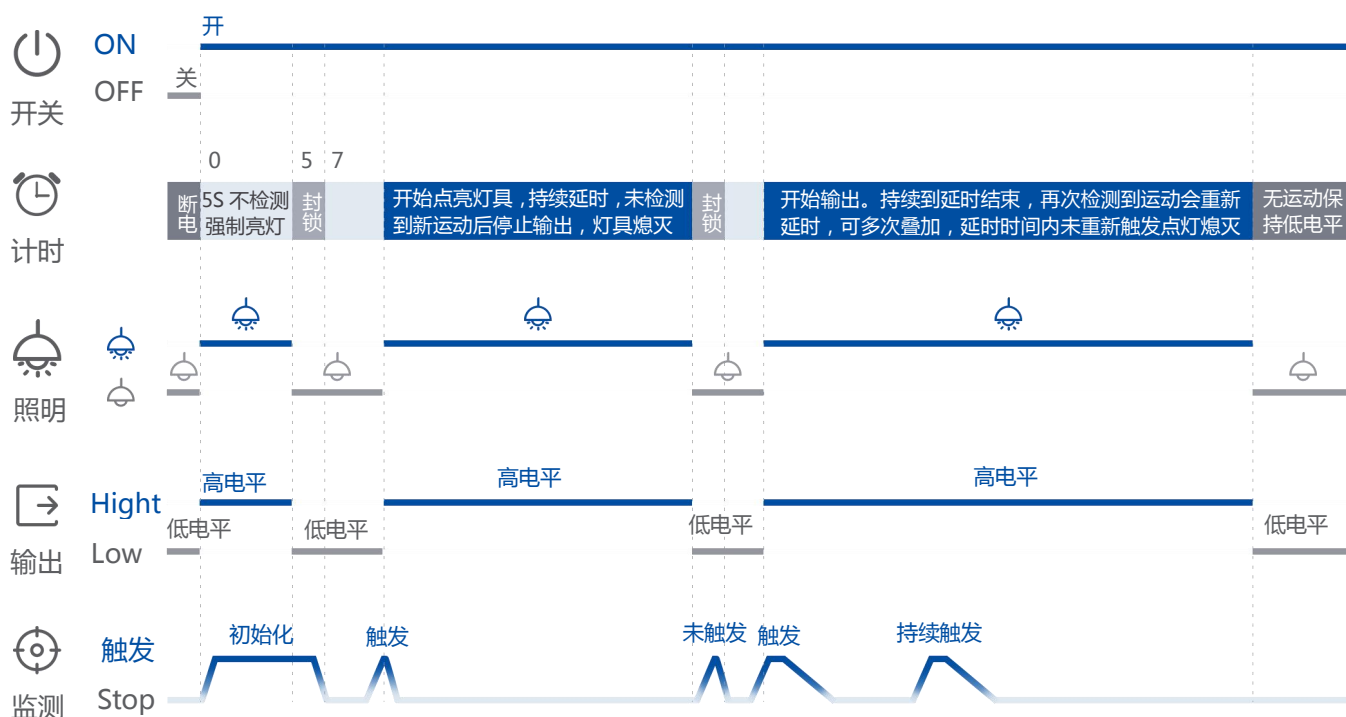 开
ON
关
OFF
开关
0 5 7
断电
5S 不检测
强制亮灯
封锁
开始点亮灯具，持续延时，未检测
到新运动后停止输出，灯具熄灭
封锁
开始输出。持续到延时结束，再次检测到运动会重新
延时，可多次叠加，延时时间内未重新触发点灯熄灭
无运动保
持低电平
计时
照明
高电平
高电平
高电平
Hight
低电平
低电平
低电平
低电平
Low
输出
初始化
触发
未触发
触发
持续触发
触发
Stop
监测